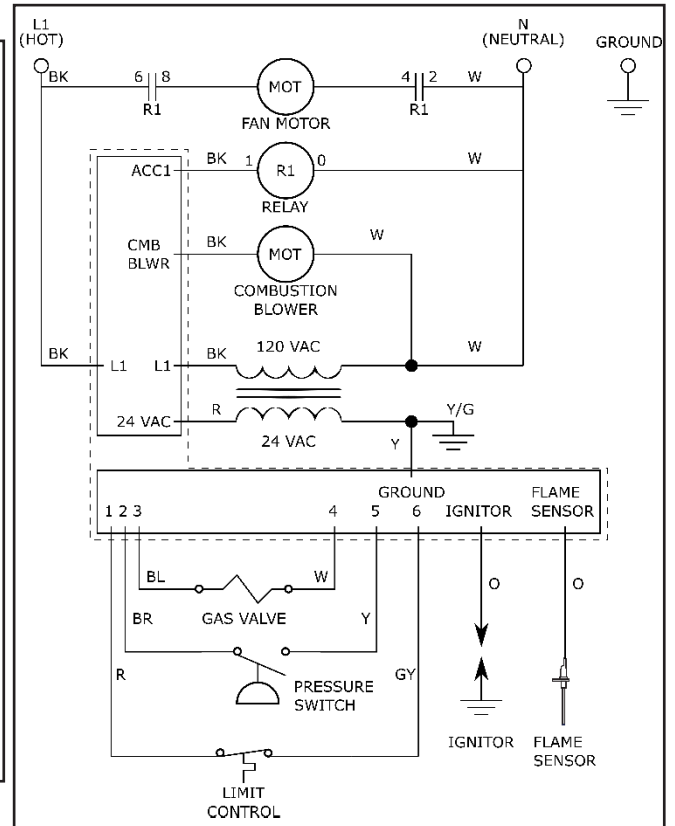 L1
(HOT)
N
(NEUTRAL)
GROUND
BK
6
8
R1
MOT
FAN MOTOR
4
2
R1
W
ACC1
BK
1
R1
0
RELAY
W
CMB
BLWR
BK
MOT
COMBUSTION
BLOWER
W
BK
L1
L1
BK
120 VAC
W
24 VAC
R
24 VAC
Y
Y/G
GROUND
IGNITOR
FLAME
SENSOR
1 2 3
4
5
6
BL
GAS VALVE
W
O
O
BR
Y
R
PRESSURE
SWITCH
GY
IGNITOR
FLAME
SENSOR
LIMIT
CONTROL